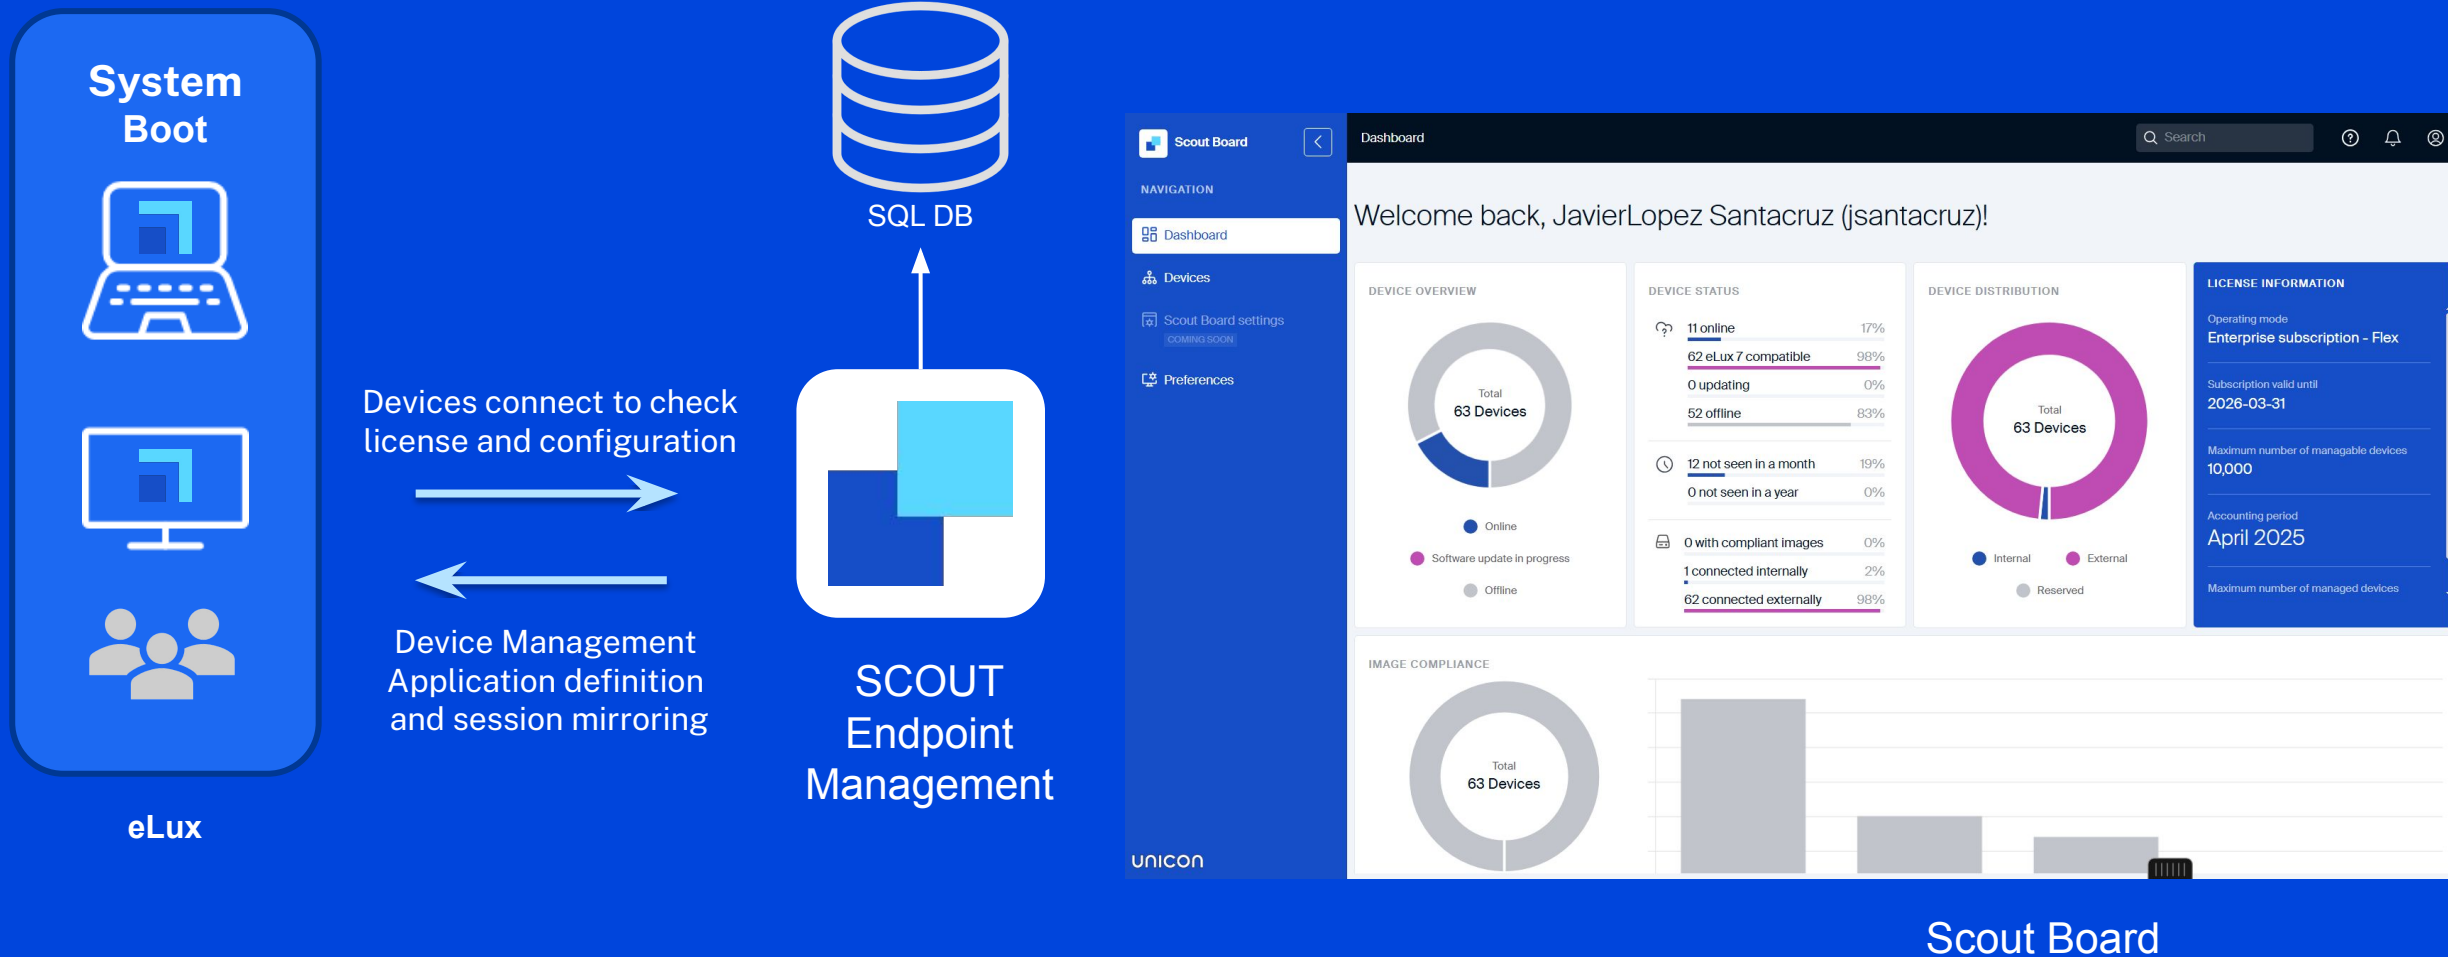 System
Boot
eLux
Devices connect to check
license and configuration
Device Management
Application definition
and session mirroring
SQL DB
SCOUT
Endpoint
Management
Scout Board
NAVIGATION
Dashboard
Devices
Scout Board settings
COMING SOON
Preferences
unicon
Dashboard
Search
Welcome back, JavierLopez Santacruz (jsantacruz)!
DEVICE OVERVIEW
Total
63 Devices
Online
Software update in progress
Offline
DEVICE STATUS
11 online 17%
62 eLux 7 compatible 98%
0 updating 0%
52 offline 83%
12 not seen in a month 19%
0 not seen in a year 0%
0 with compliant images 0%
1 connected internally 2%
62 connected externally 98%
DEVICE DISTRIBUTION
Total
63 Devices
Internal External
Reserved
LICENSE INFORMATION
Operating mode
Enterprise subscription - Flex
Subscription valid until
2026-03-31
Maximum number of managable devices
10,000
Accounting period
April 2025
Maximum number of managed devices
IMAGE COMPLIANCE
Total
63 Devices
Scout Board